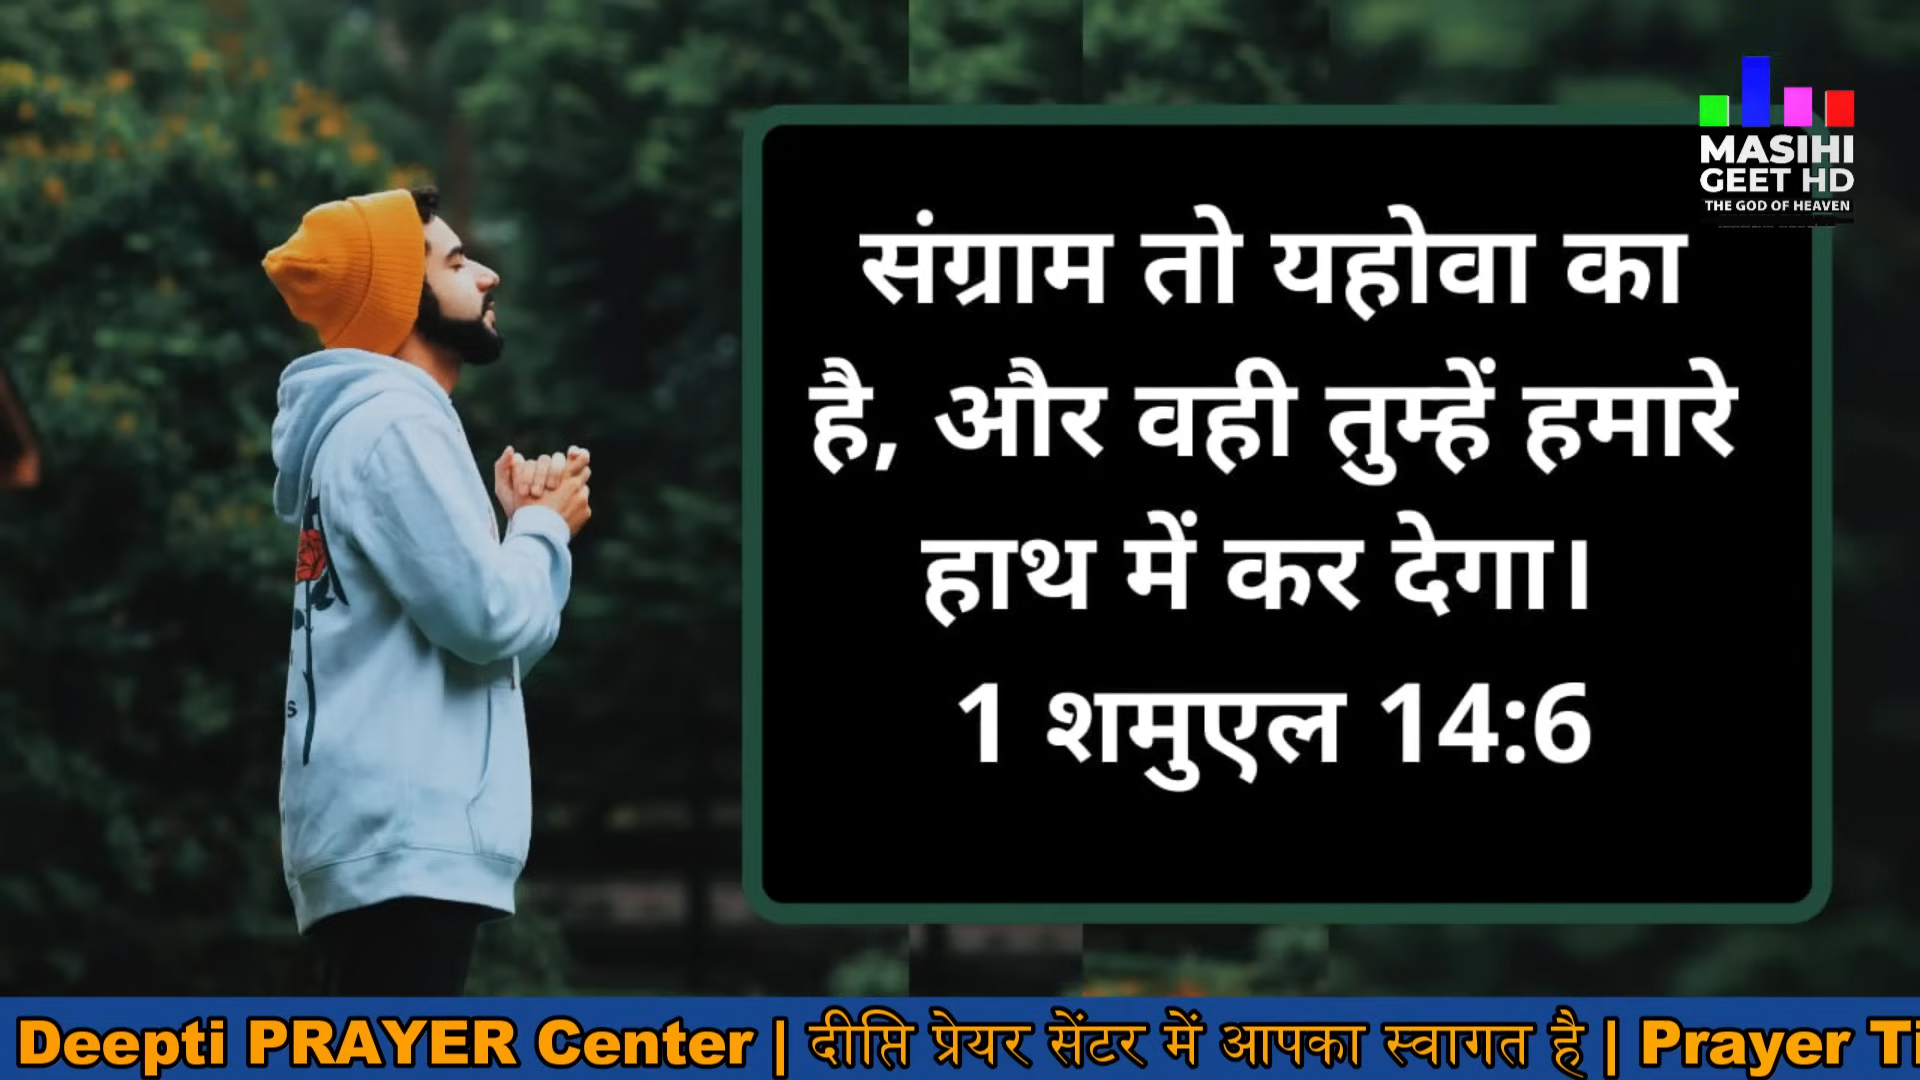 MASIHI
GEET HD
THE GOD OF HEAVEN
संग्राम तो यहोवा का
है, और वही तुम्हें हमारे
हाथ में कर देगा।
1 शमुएल 14:6
s
Deepti PRAYER Center | दीप्ति प्रेयर सेंटर में आपका स्वागत है | Prayer Ti